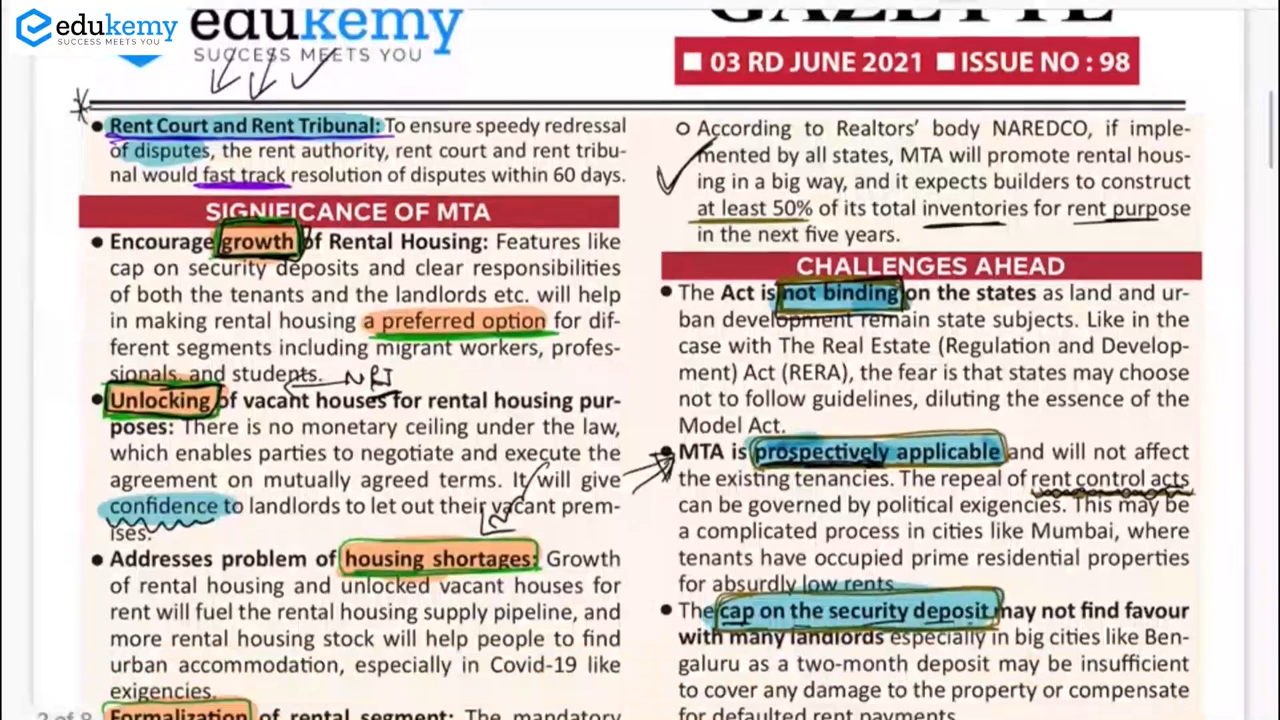 edukemy
SUCCESS MEETS YOU
edukemy
SUCCESS MEETS YOU
GAZETTE
03 RD JUNE 2021 ISSUE NO : 98
• Rent Court and Rent Tribunal: To ensure speedy redressal
of disputes, the rent authority, rent court and rent tribu-
nal would fast track resolution of disputes within 60 days.
SIGNIFICANCE OF MTA
• Encourage growth of Rental Housing: Features like
cap on security deposits and clear responsibilities
of both the tenants and the landlords etc. will help
in making rental housing a preferred option for dif-
ferent segments including migrant workers, profes-
sionals, and students.
NRI
• Unlocking of vacant houses for rental housing pur-
poses: There is no monetary ceiling under the law,
which enables parties to negotiate and execute the
agreement on mutually agreed terms. It will give
confidence to landlords to let out their vacant prem-
ises.
• Addresses problem of housing shortages: Growth
of rental housing and unlocked vacant houses for
rent will fuel the rental housing supply pipeline, and
more rental housing stock will help people to find
urban accommodation, especially in Covid-19 like
exigencies.
Formalization of rental segment: The mandatory
2 of 8
○ According to Realtors' body NAREDCO, if imple-
mented by all states, MTA will promote rental hous-
ing in a big way, and it expects builders to construct
at least 50% of its total inventories for rent purpose
in the next five years.
CHALLENGES AHEAD
• The Act is not binding on the states as land and ur-
ban development remain state subjects. Like in the
case with The Real Estate (Regulation and Develop-
ment) Act (RERA), the fear is that states may choose
not to follow guidelines, diluting the essence of the
Model Act.
• MTA is prospectively applicable and will not affect
the existing tenancies. The repeal of rent control acts
can be governed by political exigencies. This may be
a complicated process in cities like Mumbai, where
tenants have occupied prime residential properties
for absurdly low rents
• The cap on the security deposit may not find favour
with many landlords especially in big cities like Ben-
galuru as a two-month deposit may be insufficient
to cover any damage to the property or compensate
for defaulted rent payments.